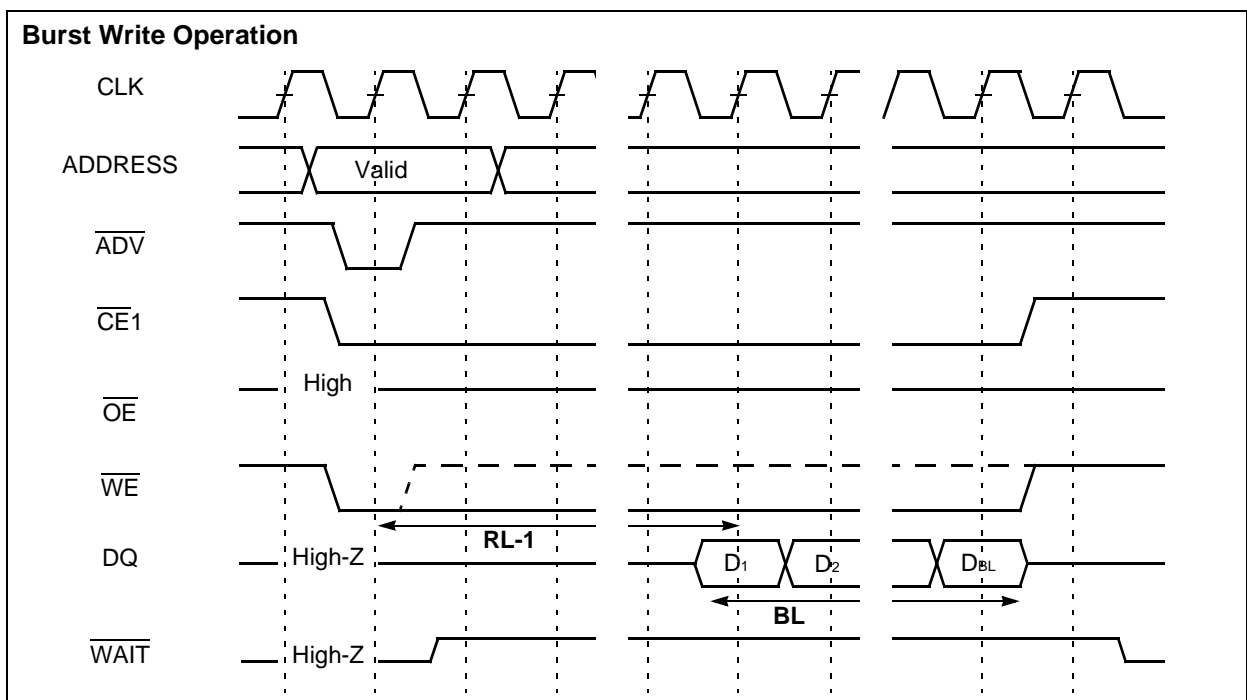 Burst Write Operation
CLK
ADDRESS
Valid
ADV
CE1
High
OE
WE
RL-1
DQ
High-Z
D1
D2
DBL
BL
WAIT
High-Z